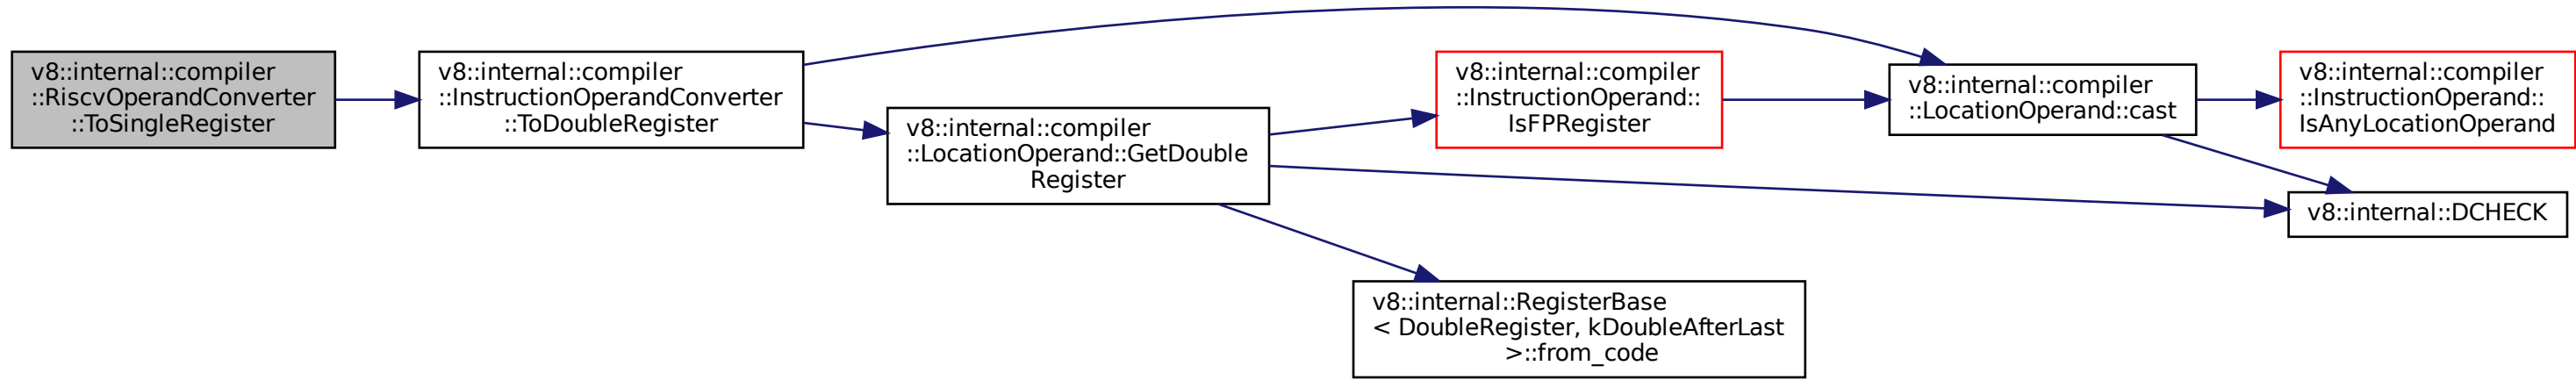 v8::internal::compiler
::RiscvOperandConverter
::ToSingleRegister
v8::internal::compiler
::InstructionOperandConverter
::ToDoubleRegister
v8::internal::compiler
::LocationOperand::GetDouble
Register
v8::internal::compiler
::InstructionOperand::
IsFPRegister
v8::internal::RegisterBase
< DoubleRegister, kDoubleAfterLast
>::from_code
v8::internal::compiler
::LocationOperand::cast
v8::internal::compiler
::InstructionOperand::
IsAnyLocationOperand
v8::internal::DCHECK